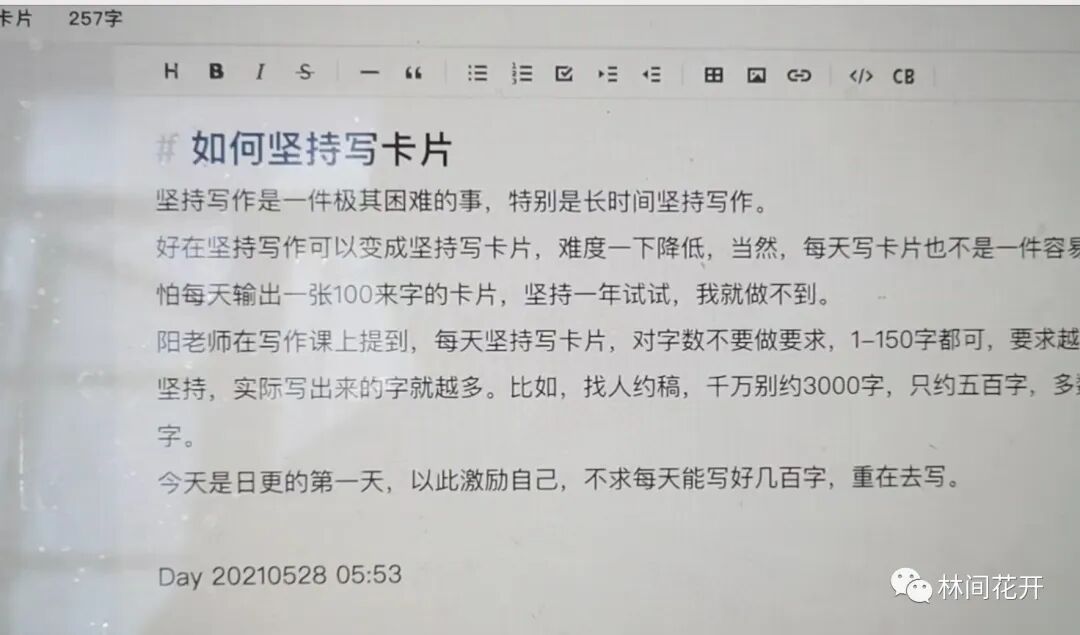 卡片 257字
H B I S — “ </> CB
# 如何坚持写卡片
坚持写作是一件极其困难的事，特别是长时间坚持写作。
好在坚持写作可以变成坚持写卡片，难度一下降低，当然，每天写卡片也不是一件容易
怕每天输出一张100来字的卡片，坚持一年试试，我就做不到。
阳老师在写作课上提到，每天坚持写卡片，对字数不要做要求，1-150字都可，要求越
坚持，实际写出来的字就越多。比如，找人约稿，千万别约3000字，只约五百字，多
字。
今天是日更的第一天，以此激励自己，不求每天能写好几百字，重在去写。
Day 20210528 05:53
林间花开